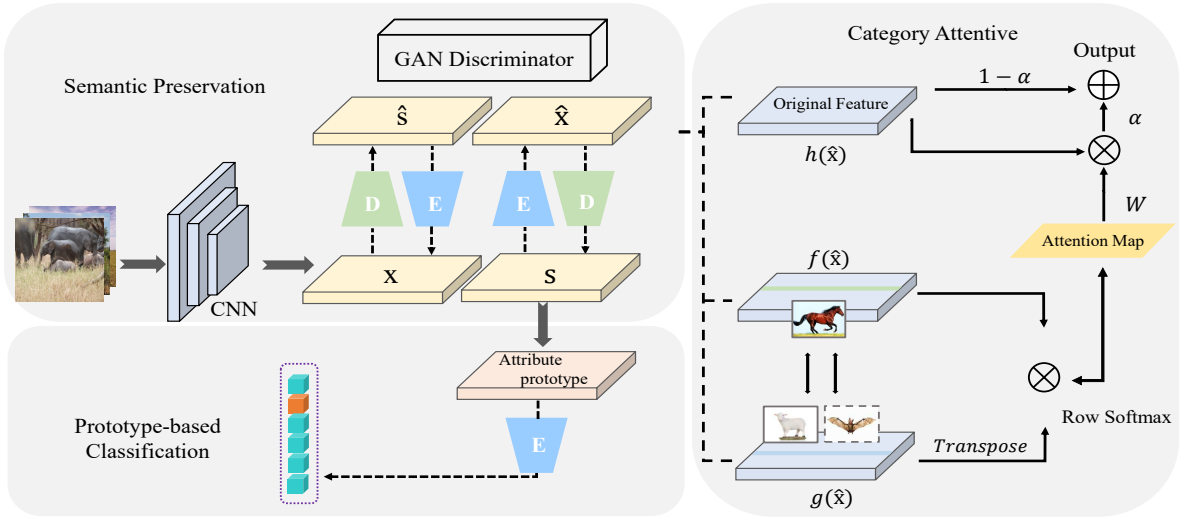 Semantic Preservation
GAN Discriminator
ŝ
x̂
D
E
E
D
x
s
CNN
Prototype-based
Classification
Attribute
prototype
E
Category Attentive
Output
Original Feature
1 − α
α
h(x̂)
W
Attention Map
f(x̂)
Row Softmax
Transpose
g(x̂)